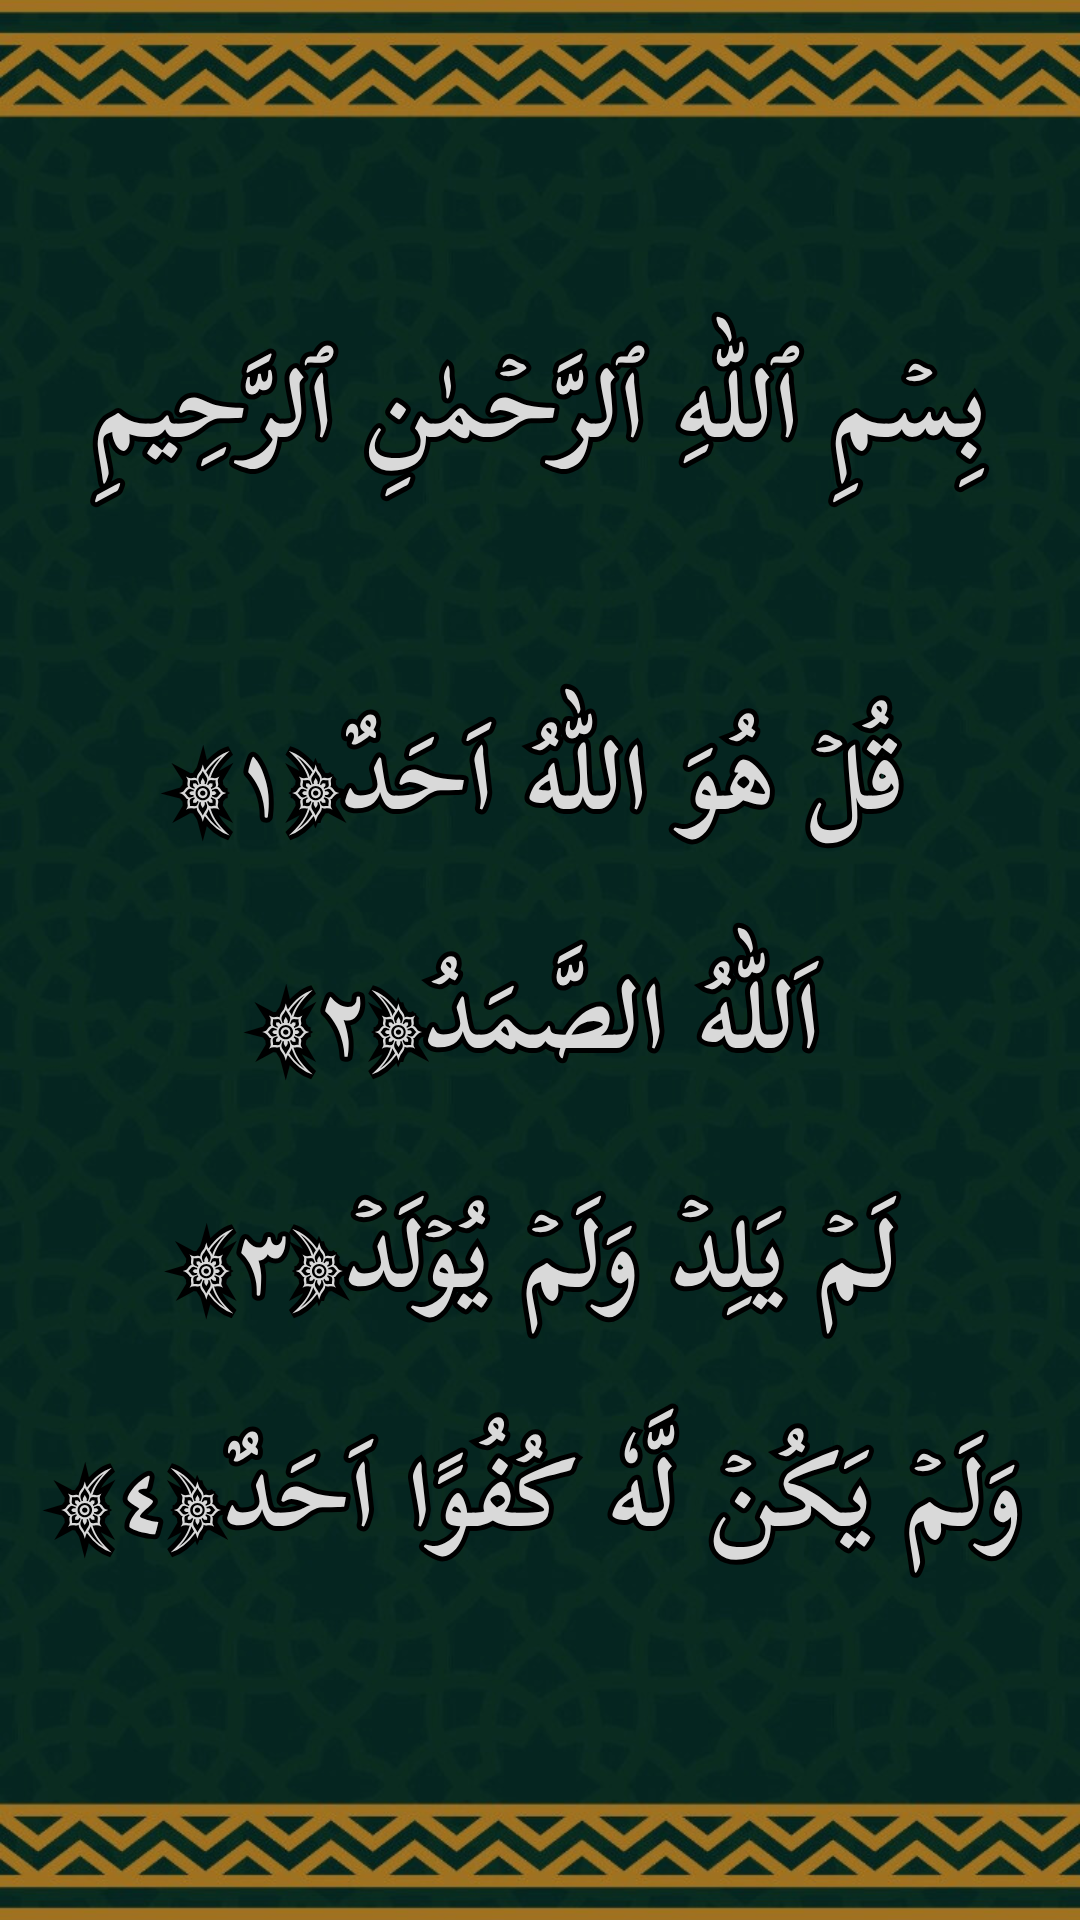 بِسۡمِ ٱللّٰهِ ٱلرَّحۡمٰنِ ٱلرَّحِيمِ
قُلۡ هُوَ اللّٰهُ اَحَدٌ﴿١﴾
اَللّٰهُ الصَّمَدُ﴿٢﴾
لَمۡ يَلِدۡ وَلَمۡ يُوۡلَدۡ﴿٣﴾
وَلَمۡ يَكُنۡ لَّهٗ كُفُوًا اَحَدٌ﴿٤﴾